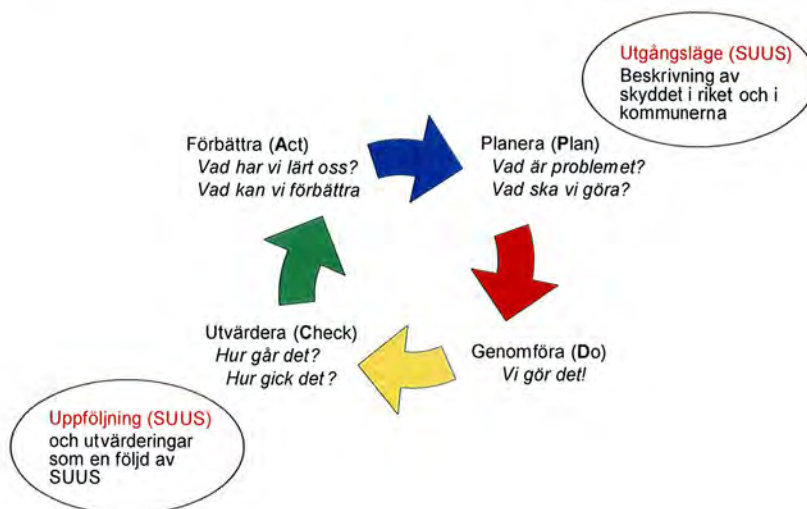 Utgångsläge (SUUS)
Beskrivning av
skyddet i riket och i
kommunerna
Förbättra (Act)
Vad har vi lärt oss?
Vad kan vi förbättra
Planera (Plan)
Vad är problemet?
Vad ska vi göra?
Utvärdera (Check)
Hur går det?
Hur gick det?
Genomföra (Do)
Vi gör det!
Uppföljning (SUUS)
och utvärderingar
som en följd av
SUUS